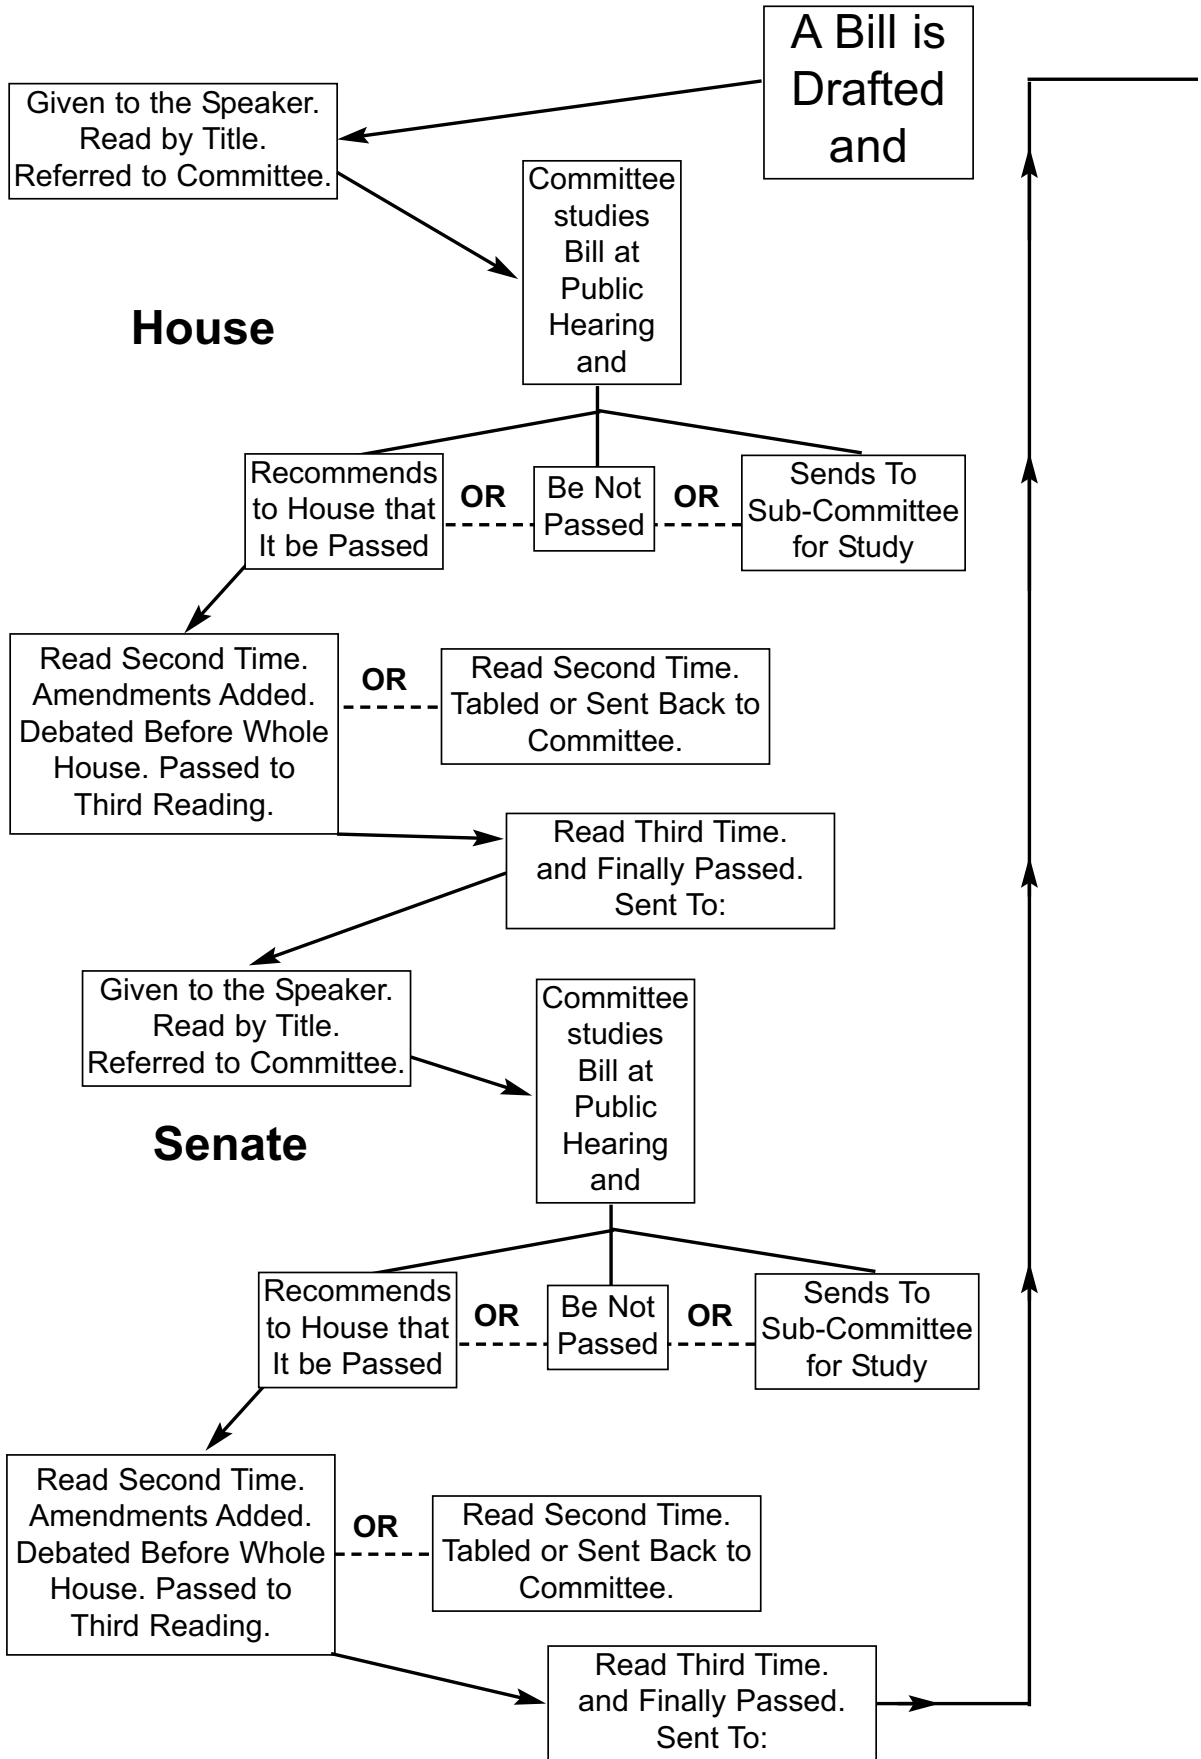 A Bill is
Drafted
and
Given to the Speaker.
Read by Title.
Referred to Committee.
Committee
studies
Bill at
Public
Hearing
and
House
Recommends
to House that
It be Passed
OR
Be Not
Passed
OR
Sends To
Sub-Committee
for Study
Read Second Time.
Amendments Added.
Debated Before Whole
House. Passed to
Third Reading.
OR
Read Second Time.
Tabled or Sent Back to
Committee.
Read Third Time.
and Finally Passed.
Sent To:
Given to the Speaker.
Read by Title.
Referred to Committee.
Committee
studies
Bill at
Public
Hearing
and
Senate
Recommends
to House that
It be Passed
OR
Be Not
Passed
OR
Sends To
Sub-Committee
for Study
Read Second Time.
Amendments Added.
Debated Before Whole
House. Passed to
Third Reading.
OR
Read Second Time.
Tabled or Sent Back to
Committee.
Read Third Time.
and Finally Passed.
Sent To: